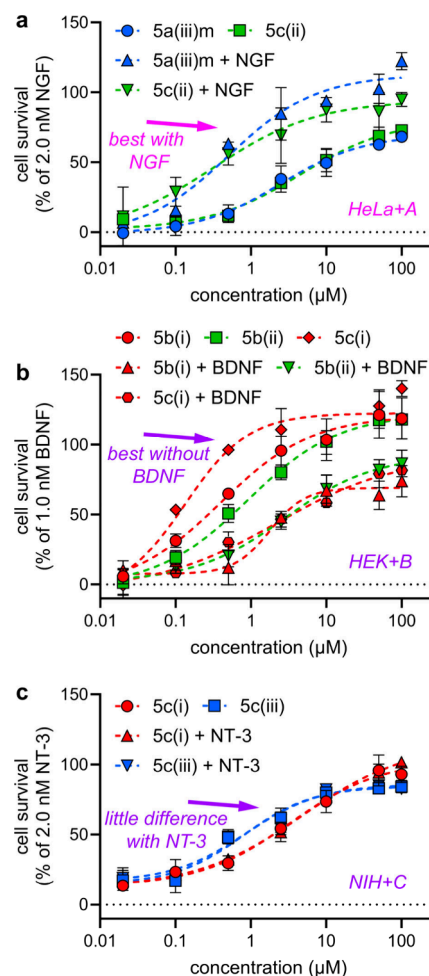 a
5a(iii)m 5c(ii)
5a(iii)m + NGF
5c(ii) + NGF
cell survival
(% of 2.0 nM NGF)
150
100
50
0
best with
NGF
HeLa+A
0.01 0.1 1 10 100
concentration (µM)
5b(i) 5b(ii) 5c(i)
5b(i) + BDNF 5b(ii) + BDNF
5c(i) + BDNF
b
cell survival
(% of 1.0 nM BDNF)
150
100
50
0
best without
BDNF
HEK+B
0.01 0.1 1 10 100
concentration (µM)
c
5c(i) 5c(iii)
5c(i) + NT-3
5c(iii) + NT-3
cell survival
(% of 2.0 nM NT-3)
150
100
50
0
little difference
with NT-3
NIH+C
0.01 0.1 1 10 100
concentration (µM)